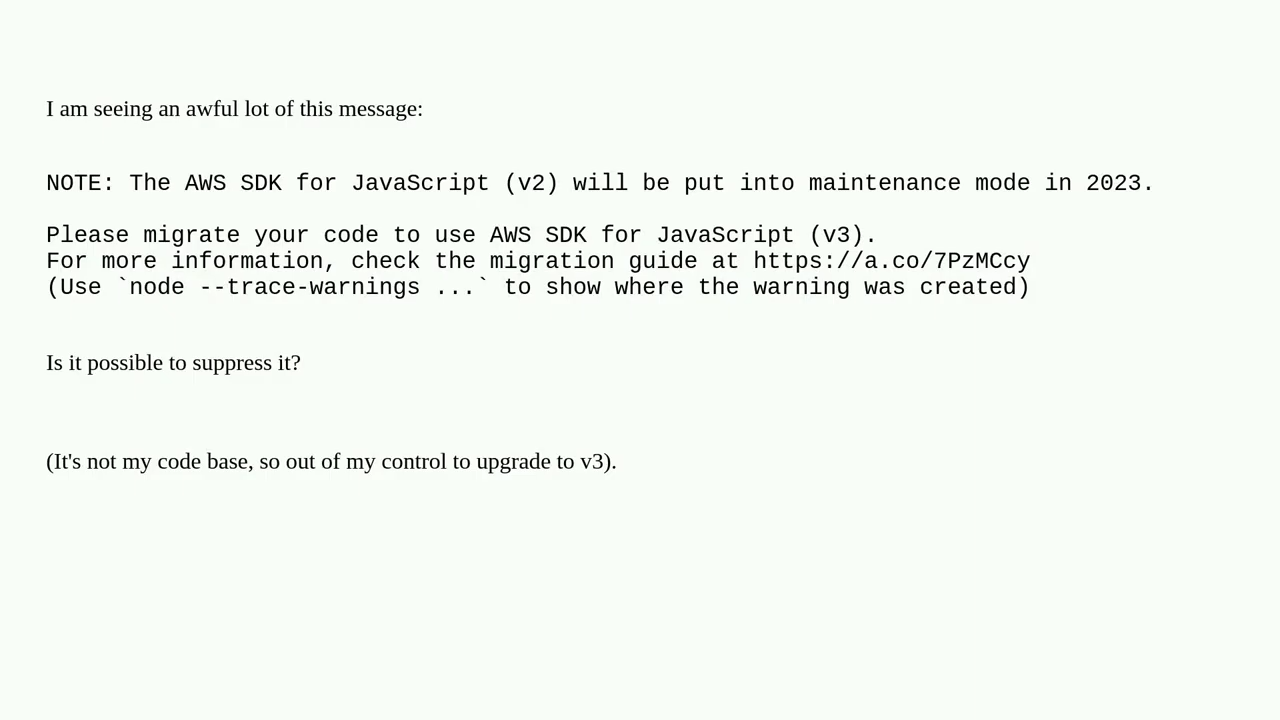 I am seeing an awful lot of this message:
NOTE: The AWS SDK for JavaScript (v2) will be put into maintenance mode in 2023.
Please migrate your code to use AWS SDK for JavaScript (v3).
For more information, check the migration guide at https://a.co/7PzMCcy
(Use `node --trace-warnings ...` to show where the warning was created)
Is it possible to suppress it?
(It's not my code base, so out of my control to upgrade to v3).